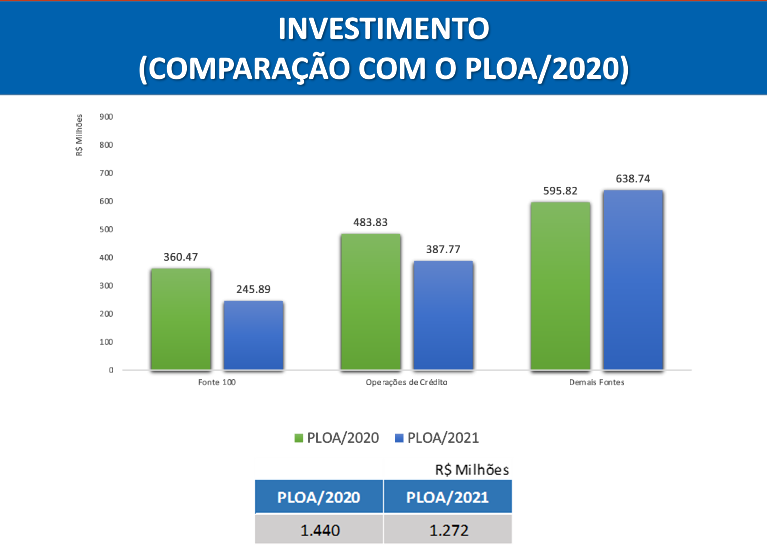 INVESTIMENTO
(COMPARAÇÃO COM O PLOA/2020)
R$ Milhões
900
800
700
600
500
400
300
200
100
0
360.47
245.89
483.83
387.77
595.82
638.74
Fonte 100
Operações de Crédito
Demais Fontes
PLOA/2020
PLOA/2021
R$ Milhões
PLOA/2020 PLOA/2021
1.440 1.272